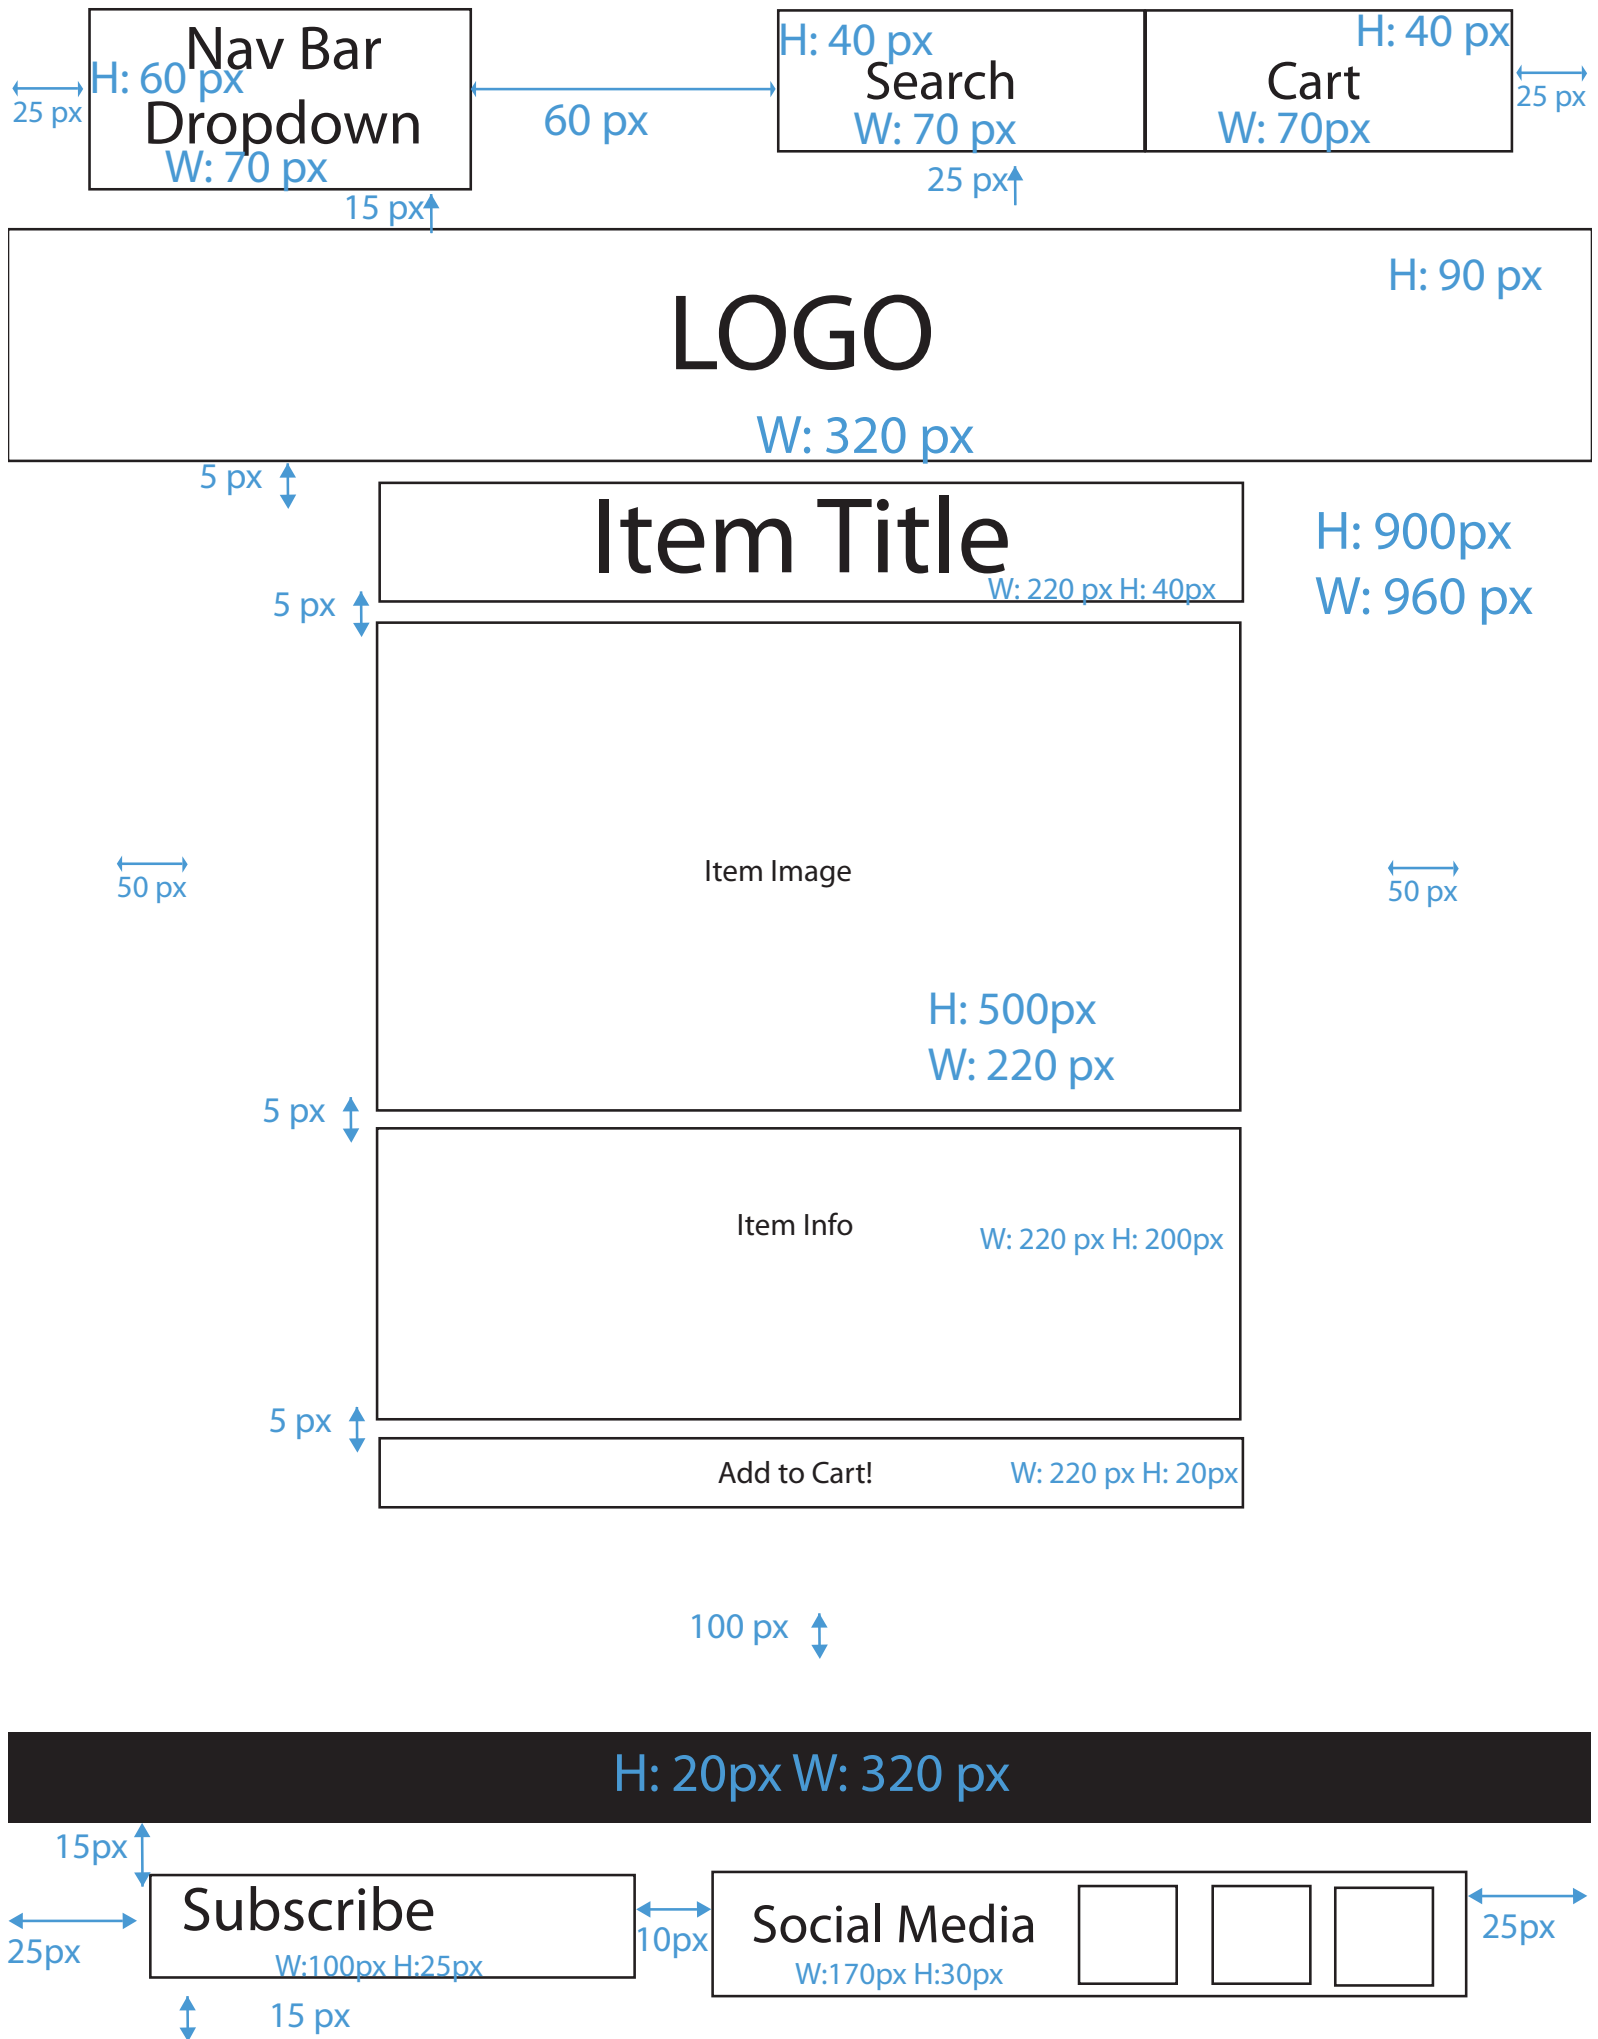 Nav Bar
H: 60 px
Dropdown
W: 70 px
25 px
60 px
H: 40 px
Search
W: 70 px
H: 40 px
Cart
W: 70px
25 px
15 px
25 px
H: 90 px
LOGO
W: 320 px
5 px
Item Title
W: 220 px H: 40px
H: 900px
W: 960 px
5 px
Item Image
50 px
50 px
H: 500px
W: 220 px
5 px
Item Info
W: 220 px H: 200px
5 px
Add to Cart!
W: 220 px H: 20px
100 px
H: 20px W: 320 px
15px
Subscribe
W:100px H:25px
25px
10px
Social Media
W:170px H:30px
25px
15 px